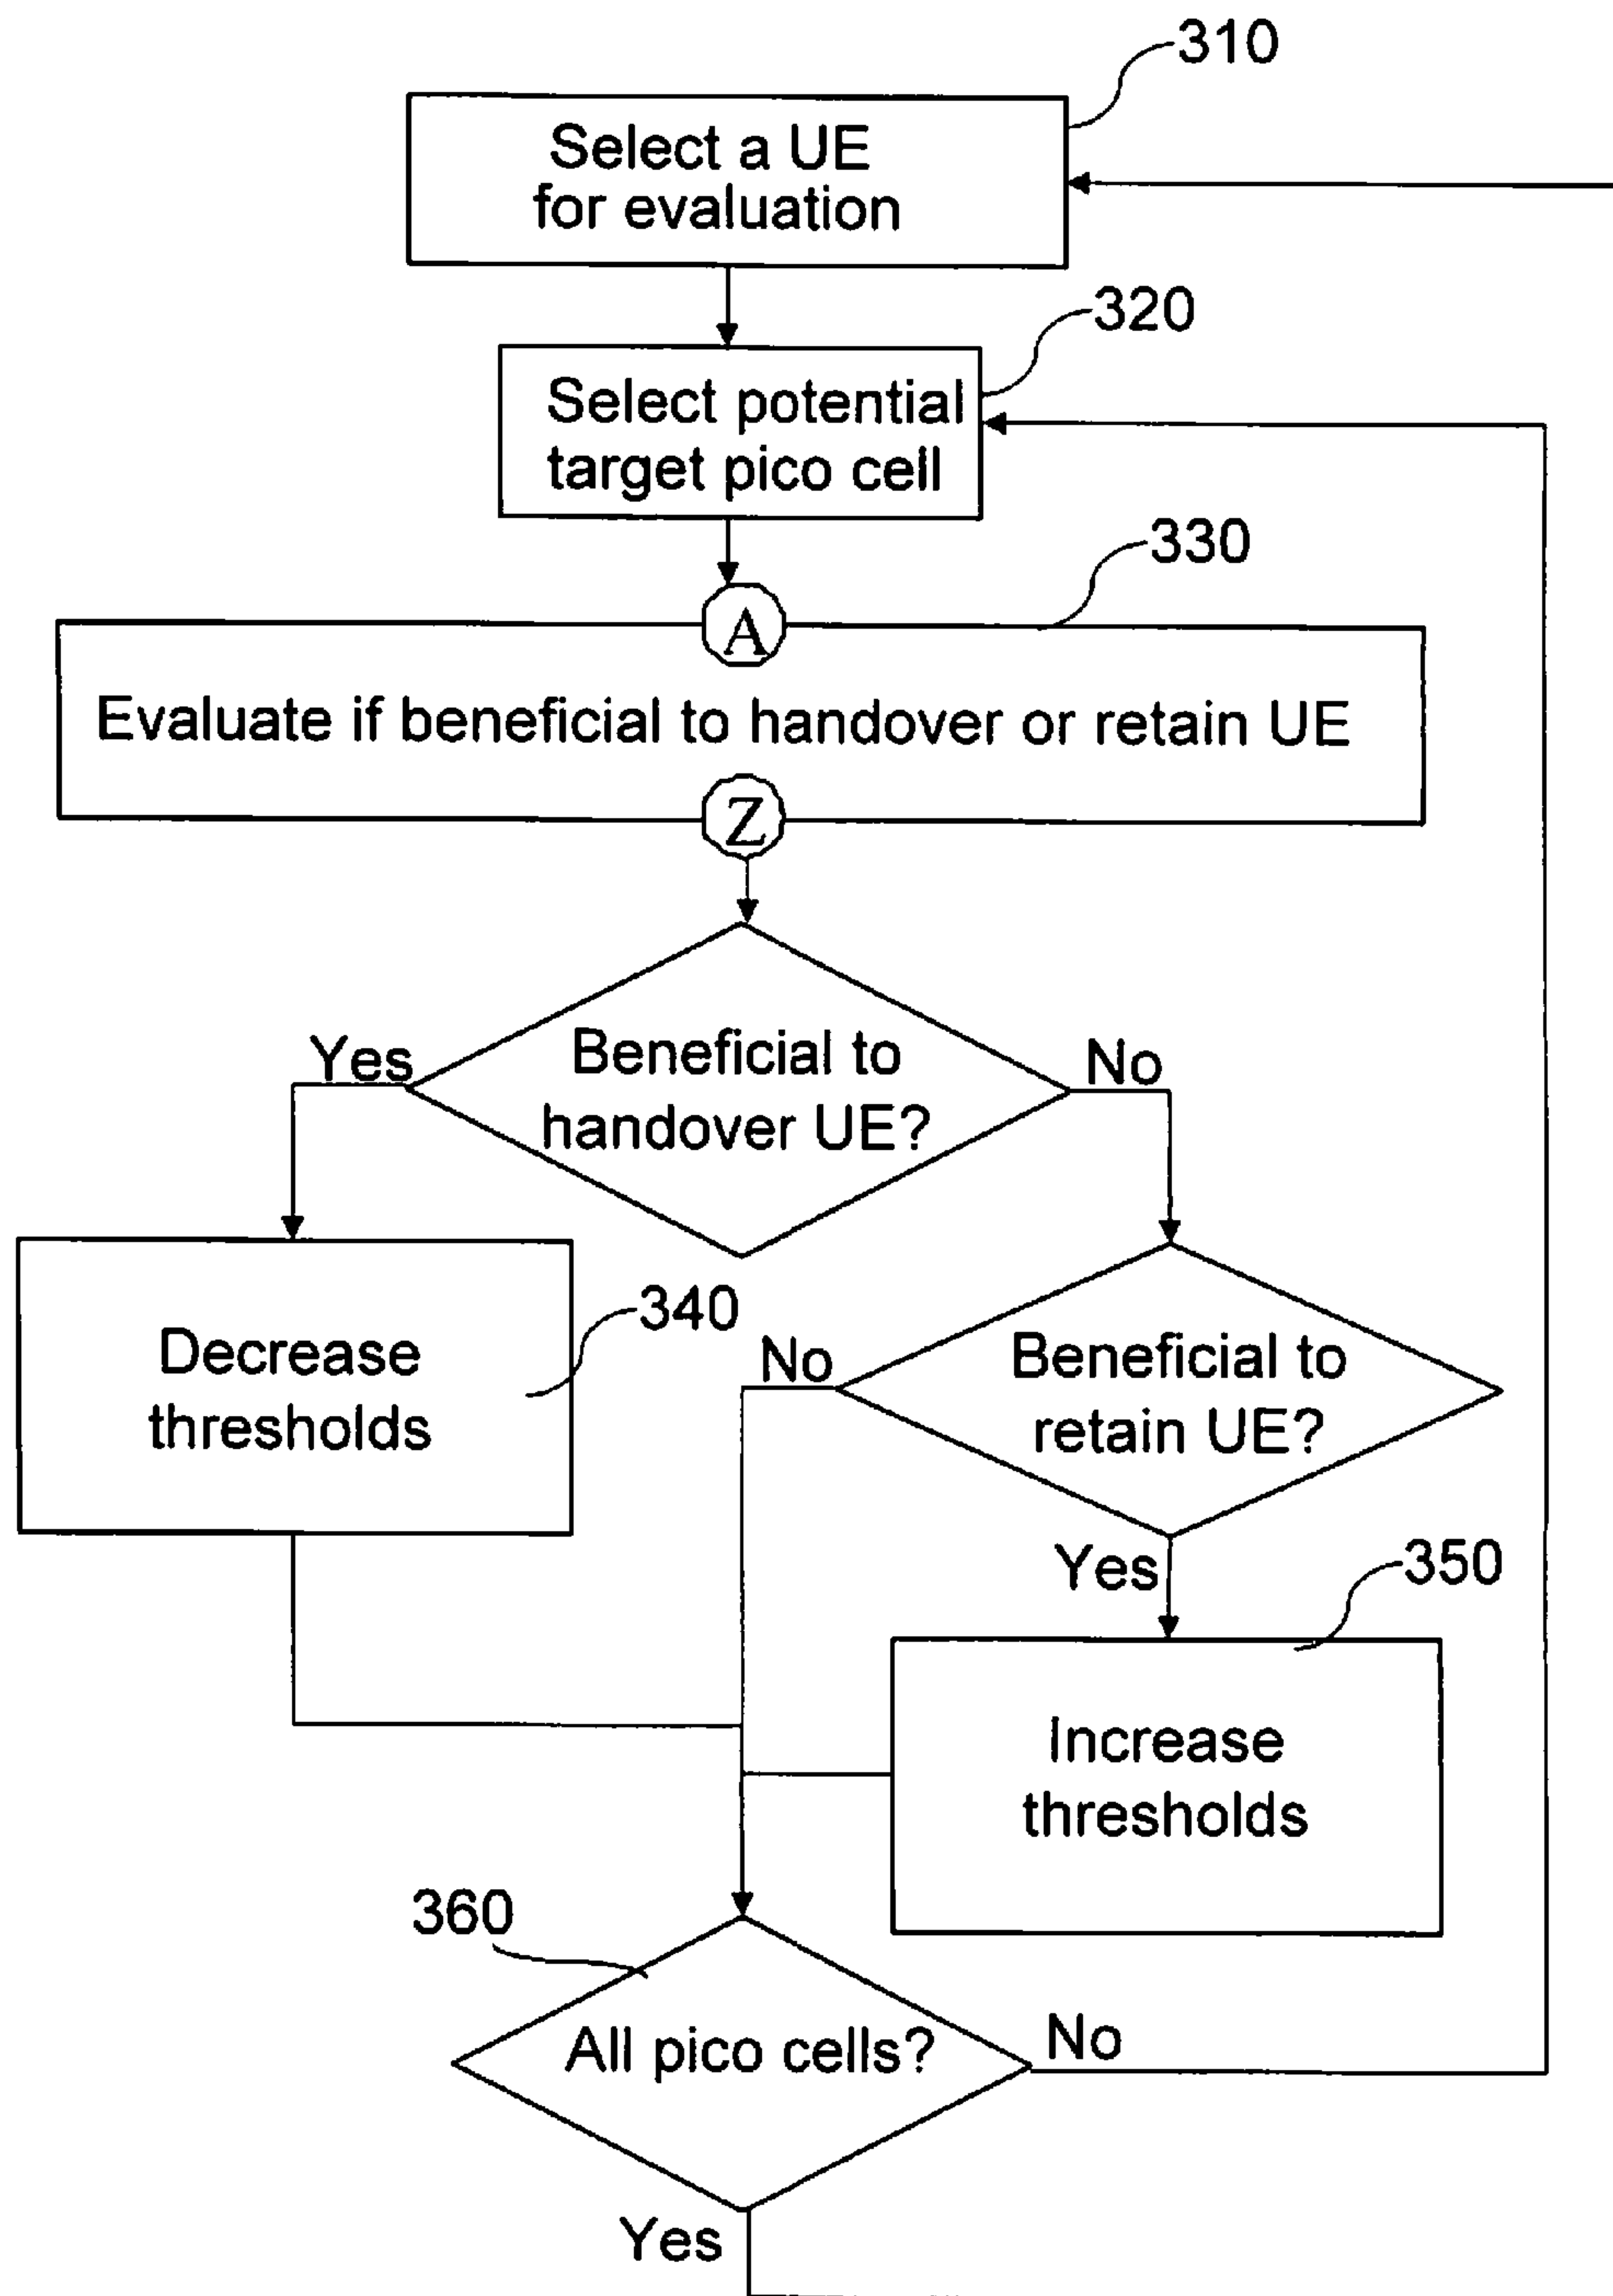 310
Select a UE
for evaluation
320
Select potential
target pico cell
330
A
Evaluate if beneficial to handover or retain UE
Z
Yes
Beneficial to
handover UE?
No
340
Decrease
thresholds
No
Beneficial to
retain UE?
Yes
350
Increase
thresholds
360
All pico cells?
No
Yes